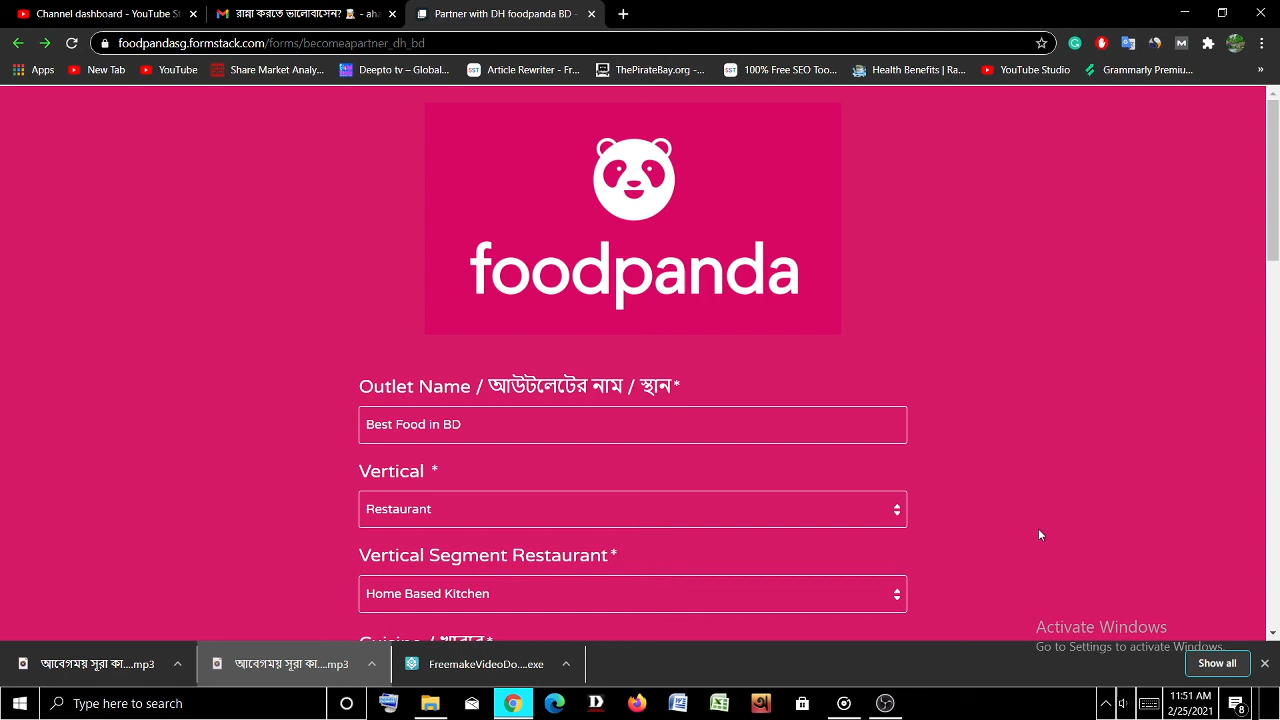 Channel dashboard - YouTube St
রান্না করতে ভালোবাসেন? - aha
Partner with DH foodpanda BD -
foodpandasg.formstack.com/forms/becomeapartner_dh_bd
Apps
New Tab
YouTube
Share Market Analy...
Deepto tv – Global...
Article Rewriter - Fr...
ThePirateBay.org -...
100% Free SEO Too...
Health Benefits | Ra...
YouTube Studio
Grammarly Premiu...
»
foodpanda
Outlet Name / আউটলেটের নাম / স্থান*
Best Food in BD
Vertical *
Restaurant
Vertical Segment Restaurant*
Home Based Kitchen
Cuisine / খাবার*
Activate Windows
Go to Settings to activate Windows.
আবেগময় সূরা কা....mp3
আবেগময় সূরা কা....mp3
FreemakeVideoDo....exe
Show all
Type here to search
11:51 AM
2/25/2021
8